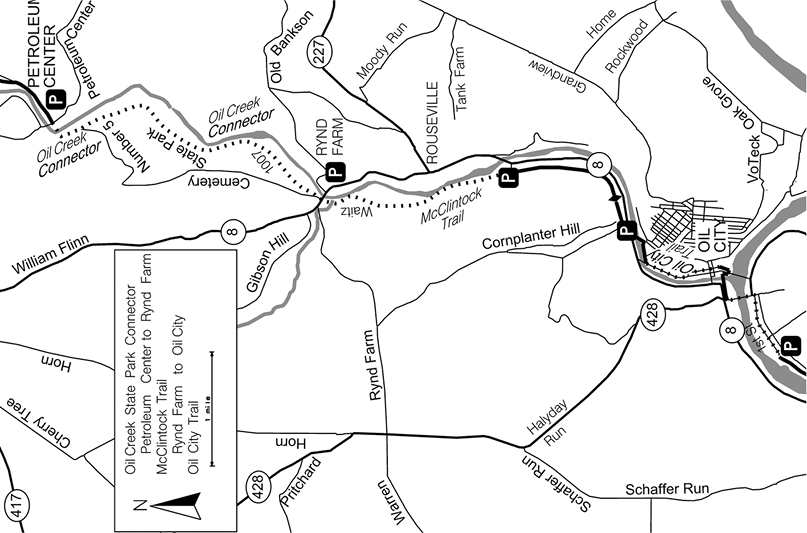 PETROLEUM
CENTER
P
Petroleum Center
Oil Creek
Connector
Number 5
State Park
Oil Creek
Connector
1007
Cemetery
Old Bankson
227
Moody Run
Tank Farm
ROUSEVILLE
RYND
FARM
P
Grandview
Home
Rockwood
Oak Grove
VoTeck
Waitz
McClintock
Trail
P
8
William Flinn
8
Gibson Hill
Cornplanter Hill
P
Oil City
Trail
OIL
CITY
8
1st St
P
428
Rynd Farm
Halyday
Run
Schaffer Run
Schaffer Run
Warren
Pritchard
428
Horn
Horn
Cherry Tree
417
Oil Creek State Park Connector
Petroleum Center to Rynd Farm
McClintock Trail
Rynd Farm to Oil City
Oil City Trail
1 mile
N